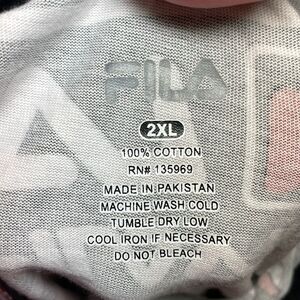 FILA
2XL
100% COTTON
RN# 135969
MADE IN PAKISTAN
MACHINE WASH COLD
TUMBLE DRY LOW
COOL IRON IF NECESSARY
DO NOT BLEACH